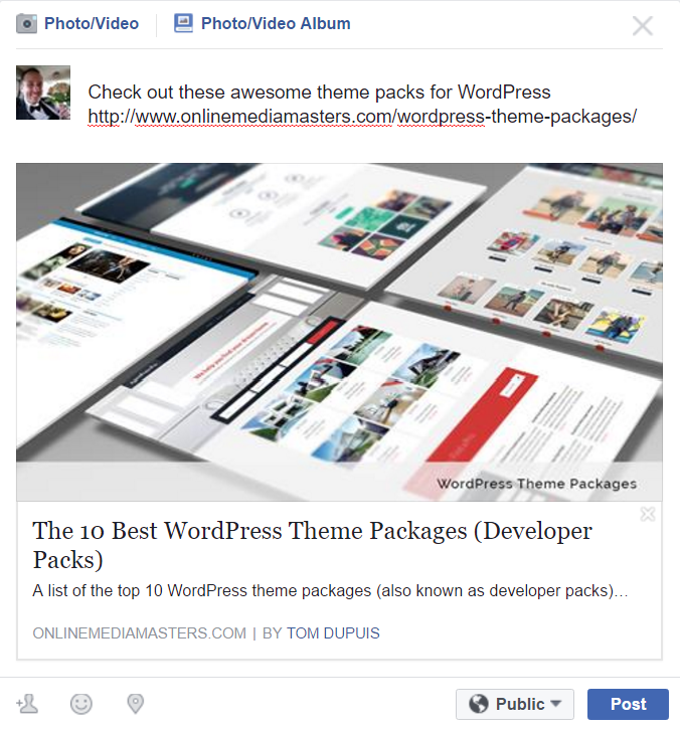 Photo/Video
Photo/Video Album
Check out these awesome theme packs for WordPress
http://www.onlinemediamasters.com/wordpress-theme-packages/
WordPress Theme Packages
The 10 Best WordPress Theme Packages (Developer
Packs)
A list of the top 10 WordPress theme packages (also known as developer packs)…
ONLINEMEDIAMASTERS.COM | BY TOM DUPUIS
Public
Post